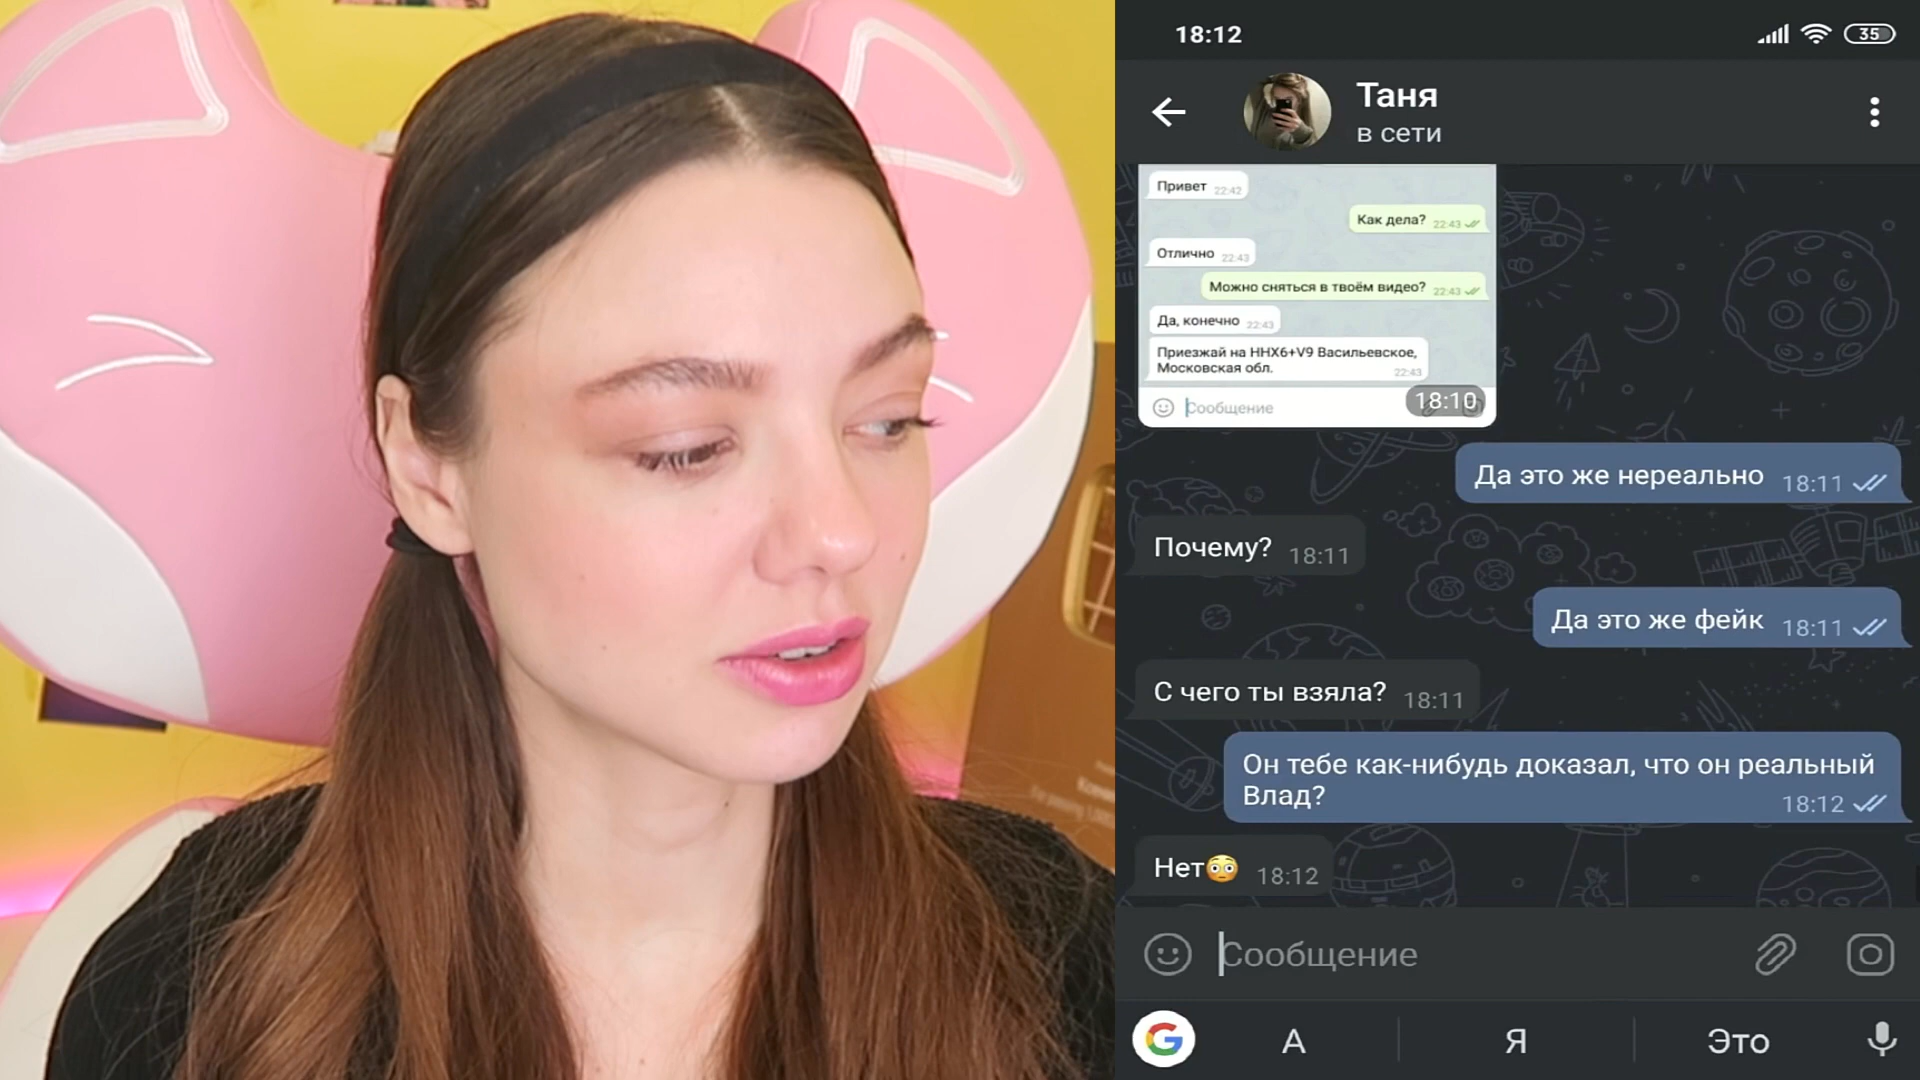 18:12
35
Таня
в сети
Привет 22:42
Как дела? 22:43
Отлично 22:43
Можно сняться в твоём видео? 22:43
Да, конечно 22:43
Приезжай на HHX6+V9 Васильевское,
Московская обл. 22:43
Сообщение
18:10
Да это же нереально 18:11
Почему? 18:11
Да это же фейк 18:11
С чего ты взяла? 18:11
Он тебе как-нибудь доказал, что он реальный
Влад? 18:12
Нет😳 18:12
Сообщение
А Я Это